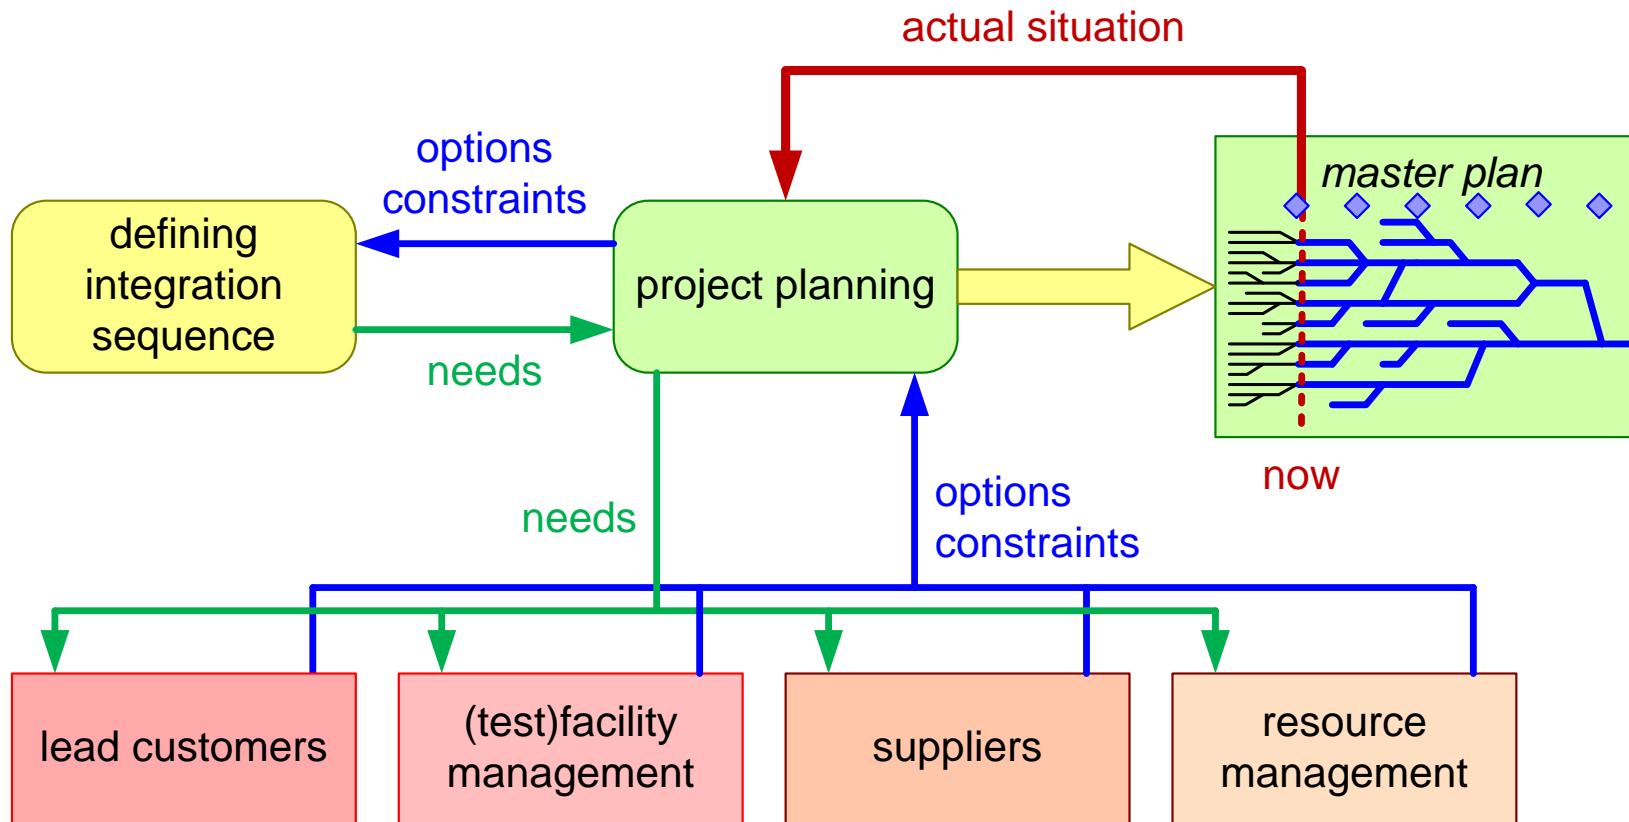 actual situation
options
constraints
master plan
defining
integration
sequence
project planning
needs
now
needs
options
constraints
lead customers
(test)facility
management
suppliers
resource
management